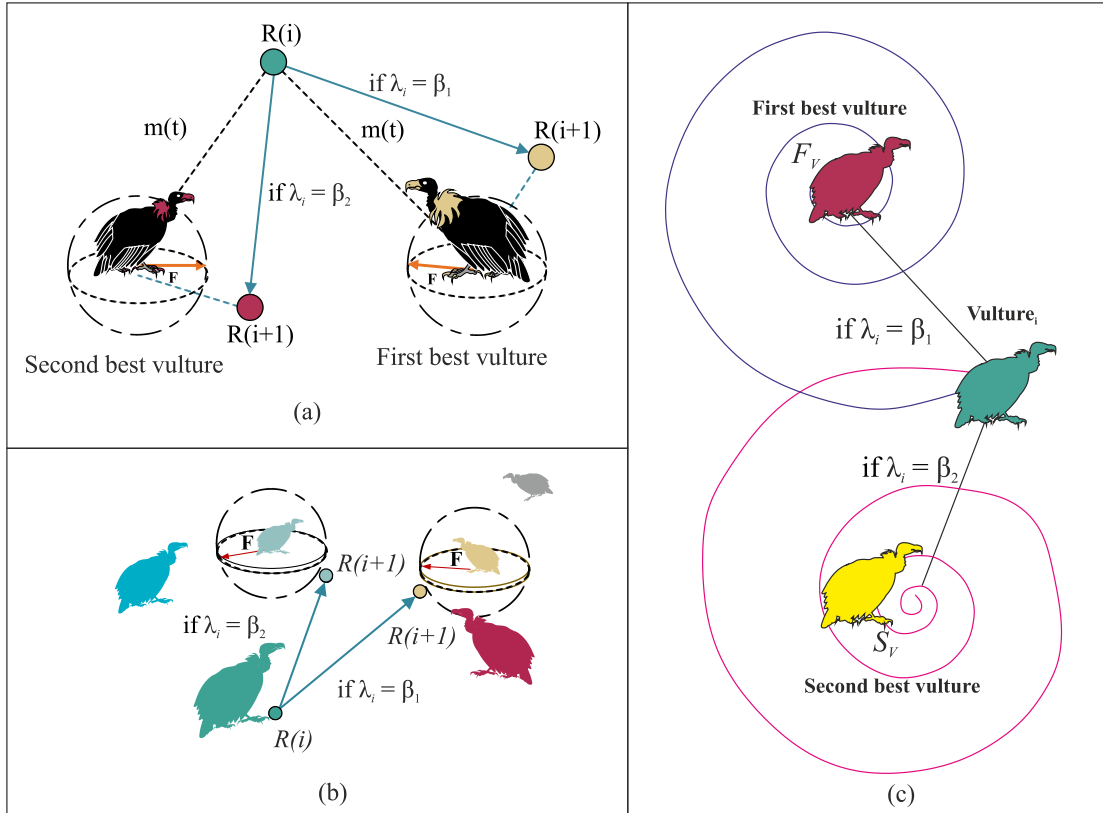 R(i)
if λi = β1
m(t)
m(t)
R(i+1)
if λi = β2
F
F
R(i+1)
Second best vulture
First best vulture
(a)
F
R(i+1)
F
if λi = β2
R(i+1)
if λi = β1
R(i)
(b)
First best vulture
FV
Vulturei
if λi = β1
if λi = β2
SV
Second best vulture
(c)